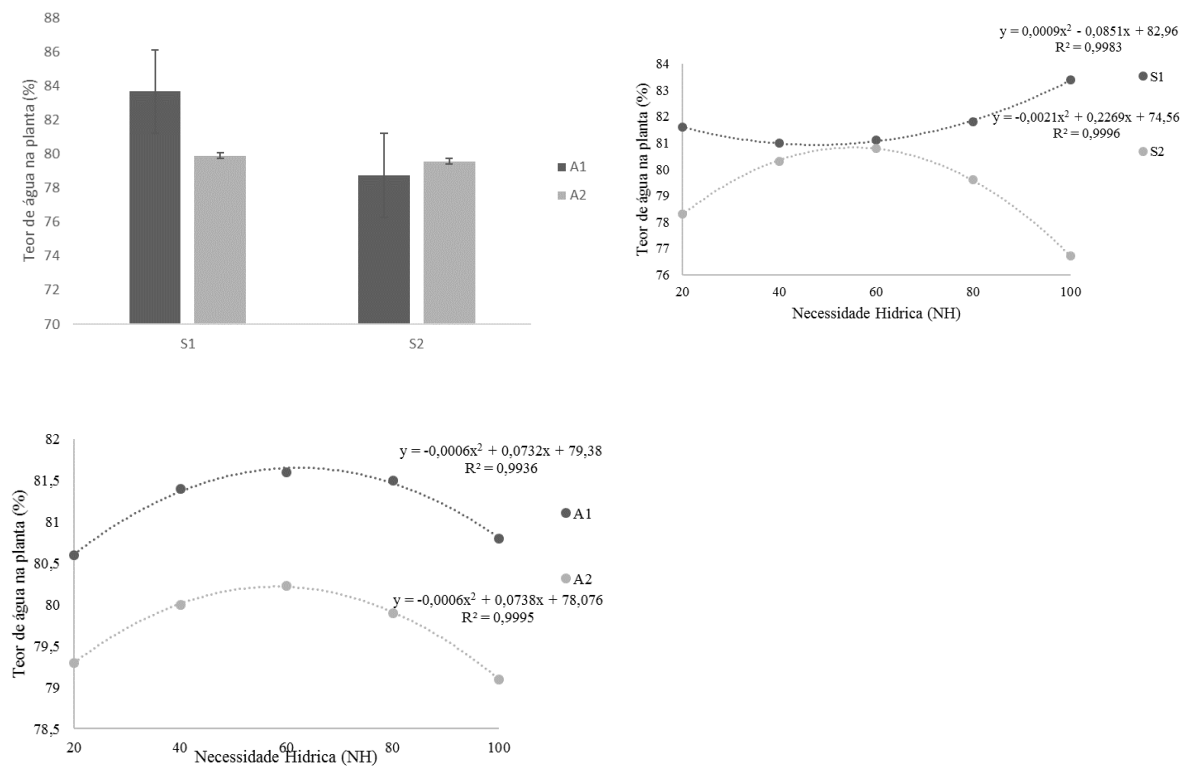 Teor de água na planta (%)
88
86
84
82
80
78
76
74
72
70
S1
S2
A1
A2
y = 0,0009x² - 0,0851x + 82,96
R² = 0,9983
Teor de água na planta (%)
84
83
82
81
80
79
78
77
76
y = -0,0021x² + 0,2269x + 74,56
R² = 0,9996
S1
S2
20
40
60
80
100
Necessidade Hidrica (NH)
Teor de água na planta (%)
82
81,5
81
80,5
80
79,5
79
78,5
y = -0,0006x² + 0,0732x + 79,38
R² = 0,9936
A1
A2
y = -0,0006x² + 0,0738x + 78,076
R² = 0,9995
20
40
60
80
100
Necessidade Hidrica (NH)